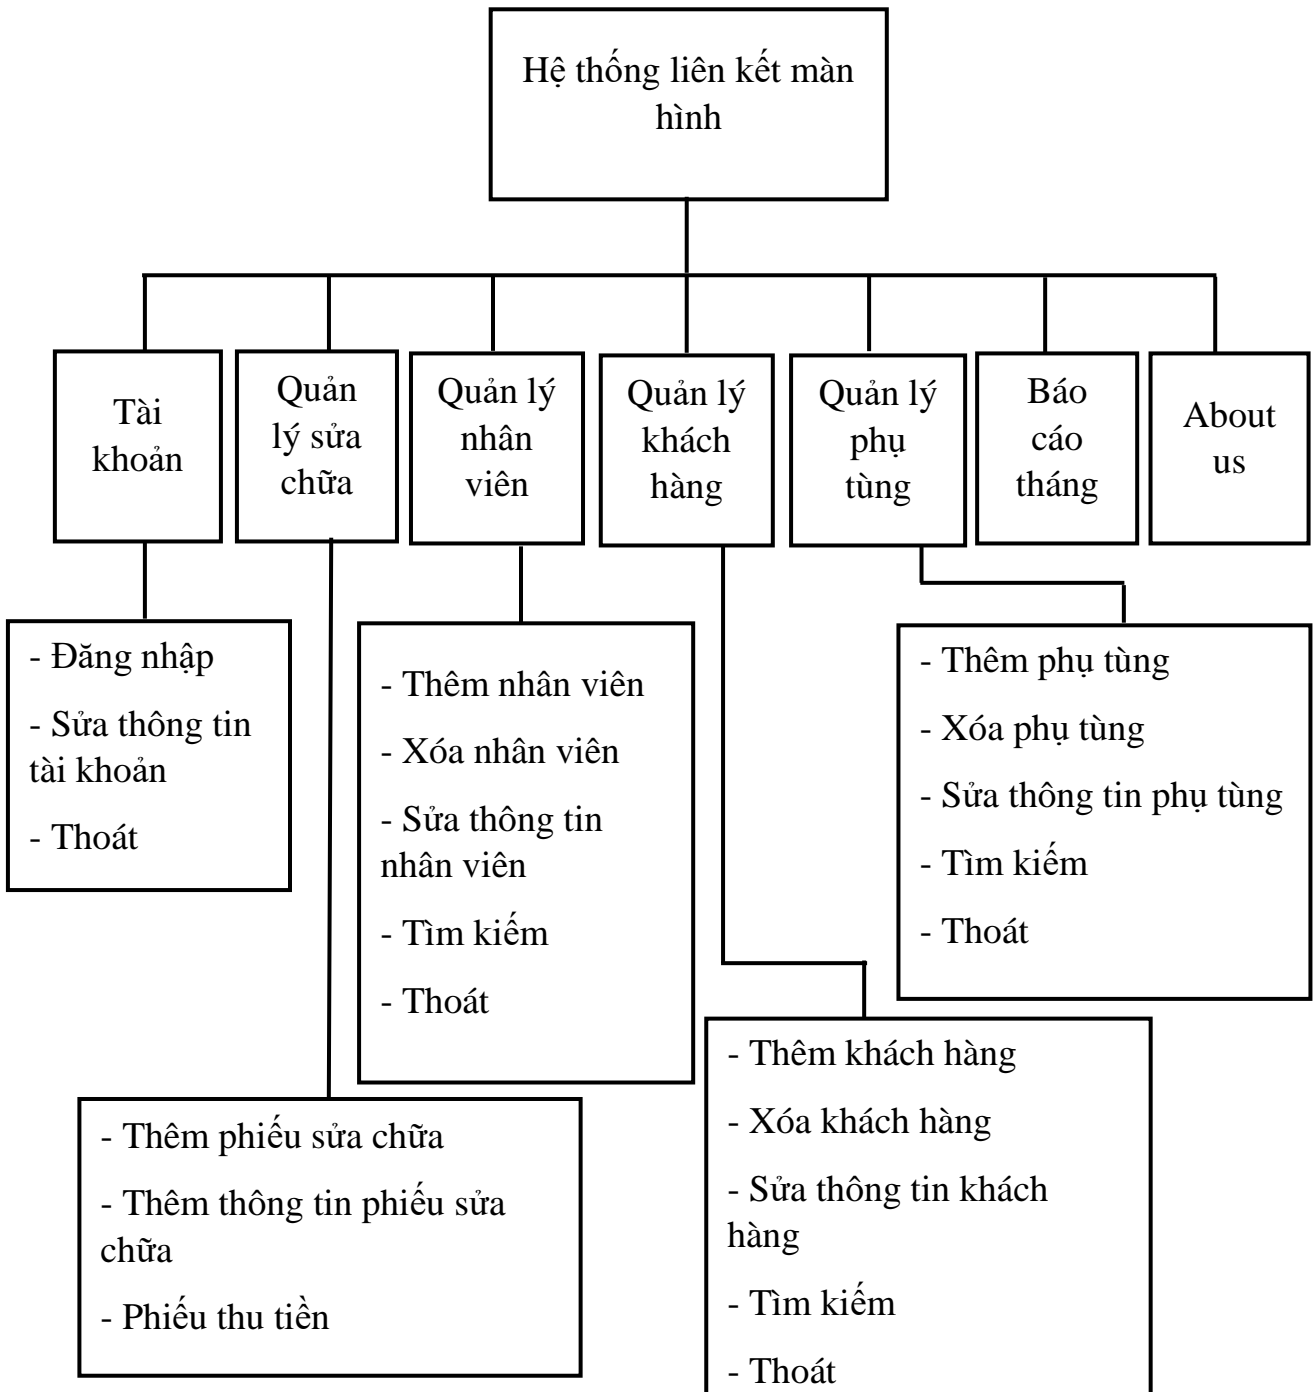 Hệ thống liên kết màn
hình
Tài
khoản
Quản
lý sửa
chữa
Quản lý
nhân
viên
Quản lý
khách
hàng
Quản lý
phụ
tùng
Báo
cáo
tháng
About
us
- Đăng nhập
- Sửa thông tin
tài khoản
- Thoát
- Thêm nhân viên
- Xóa nhân viên
- Sửa thông tin
nhân viên
- Tìm kiếm
- Thoát
- Thêm phụ tùng
- Xóa phụ tùng
- Sửa thông tin phụ tùng
- Tìm kiếm
- Thoát
- Thêm phiếu sửa chữa
- Thêm thông tin phiếu sửa
chữa
- Phiếu thu tiền
- Thêm khách hàng
- Xóa khách hàng
- Sửa thông tin khách
hàng
- Tìm kiếm
- Thoát